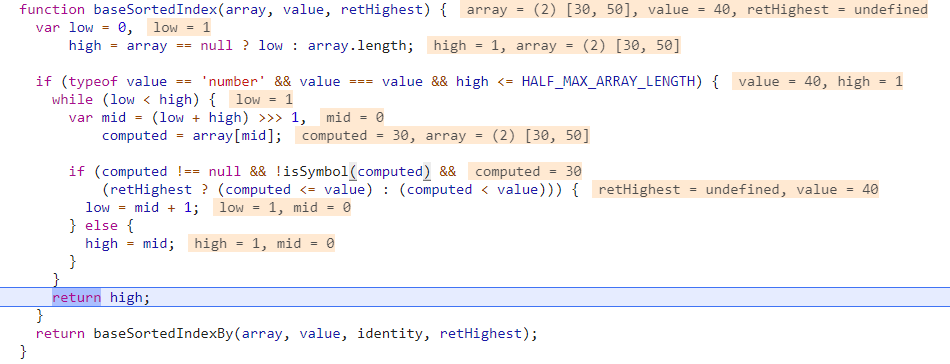 function baseSortedIndex(array, value, retHighest) {  array = (2) [30, 50], value = 40, retHighest = undefined
  var low = 0,  low = 1
      high = array == null ? low : array.length;  high = 1, array = (2) [30, 50]
  if (typeof value == 'number' && value === value && high <= HALF_MAX_ARRAY_LENGTH) {  value = 40, high = 1
    while (low < high) {  low = 1
      var mid = (low + high) >>> 1,  mid = 0
          computed = array[mid];  computed = 30, array = (2) [30, 50]
      if (computed !== null && !isSymbol(computed) &&  computed = 30
          (retHighest ? (computed <= value) : (computed < value))) {  retHighest = undefined, value = 40
        low = mid + 1;  low = 1, mid = 0
      } else {
        high = mid;  high = 1, mid = 0
      }
    }
    return high;
  }
  return baseSortedIndexBy(array, value, identity, retHighest);
}